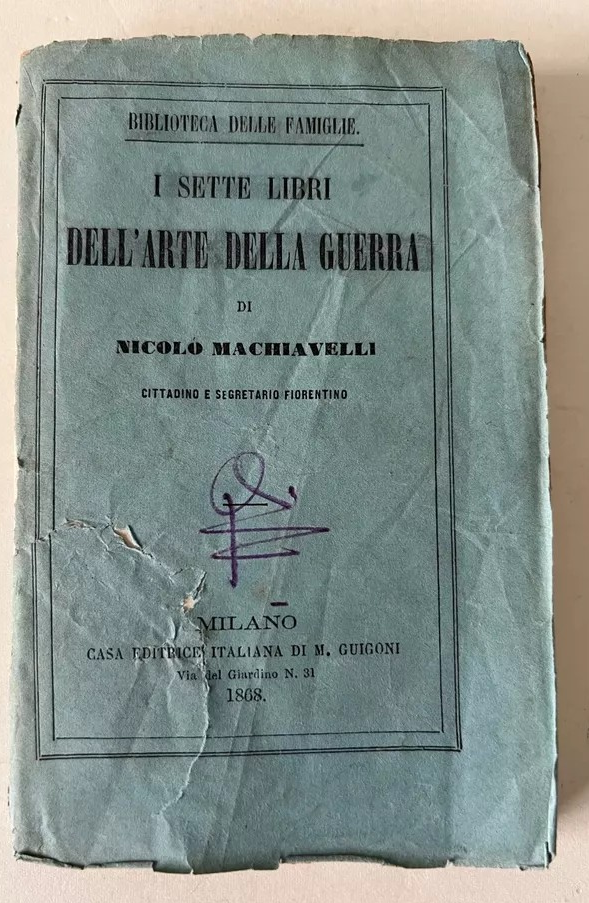 BIBLIOTECA DELLE FAMIGLIE.
I SETTE LIBRI
DELL'ARTE DELLA GUERRA
DI
NICOLÒ MACHIAVELLI
CITTADINO E SEGRETARIO FIORENTINO
MILANO
CASA EDITRICE ITALIANA DI M. GUIGONI
Via del Giardino N. 31
1868.